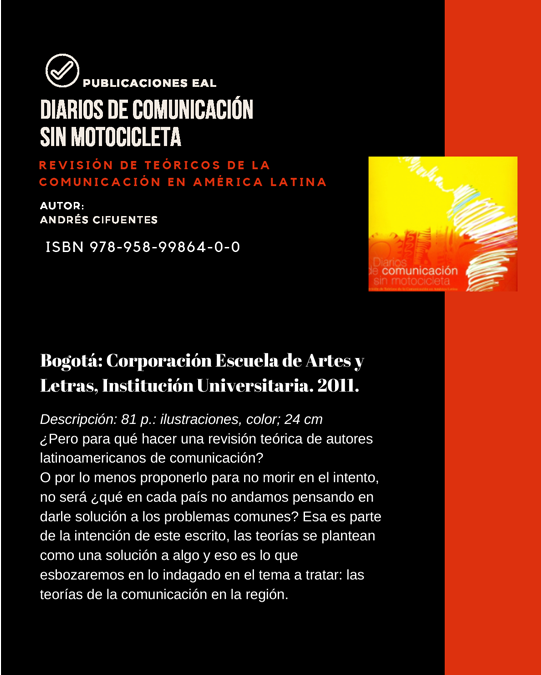 PUBLICACIONES EAL
DIARIOS DE COMUNICACIÓN
SIN MOTOCICLETA
REVISIÓN DE TEÓRICOS DE LA
COMUNICACIÓN EN AMÉRICA LATINA
AUTOR:
ANDRÉS CIFUENTES
ISBN 978-958-99864-0-0
Diarios
de comunicación
sin motocicleta
Bogotá: Corporación Escuela de Artes y
Letras, Institución Universitaria. 2011.
Descripción: 81 p.: ilustraciones, color; 24 cm
¿Pero para qué hacer una revisión teórica de autores
latinoamericanos de comunicación?
O por lo menos proponerlo para no morir en el intento,
no será ¿qué en cada país no andamos pensando en
darle solución a los problemas comunes? Esa es parte
de la intención de este escrito, las teorías se plantean
como una solución a algo y eso es lo que
esbozaremos en lo indagado en el tema a tratar: las
teorías de la comunicación en la región.